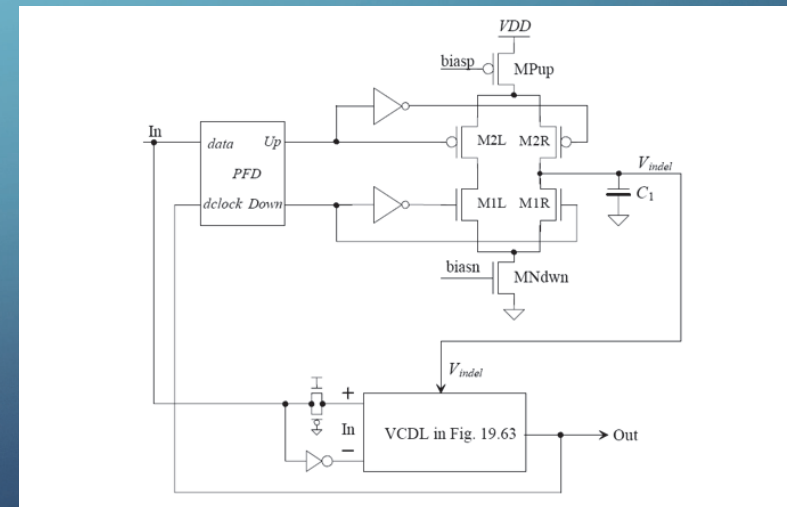 VDD
biasp
MPup
In
data
Up
M2L
M2R
PFD
Vindel
C1
dclock
Down
M1L
M1R
biasn
MNdwn
Vindel
+
In
VCDL in Fig. 19.63
Out
−